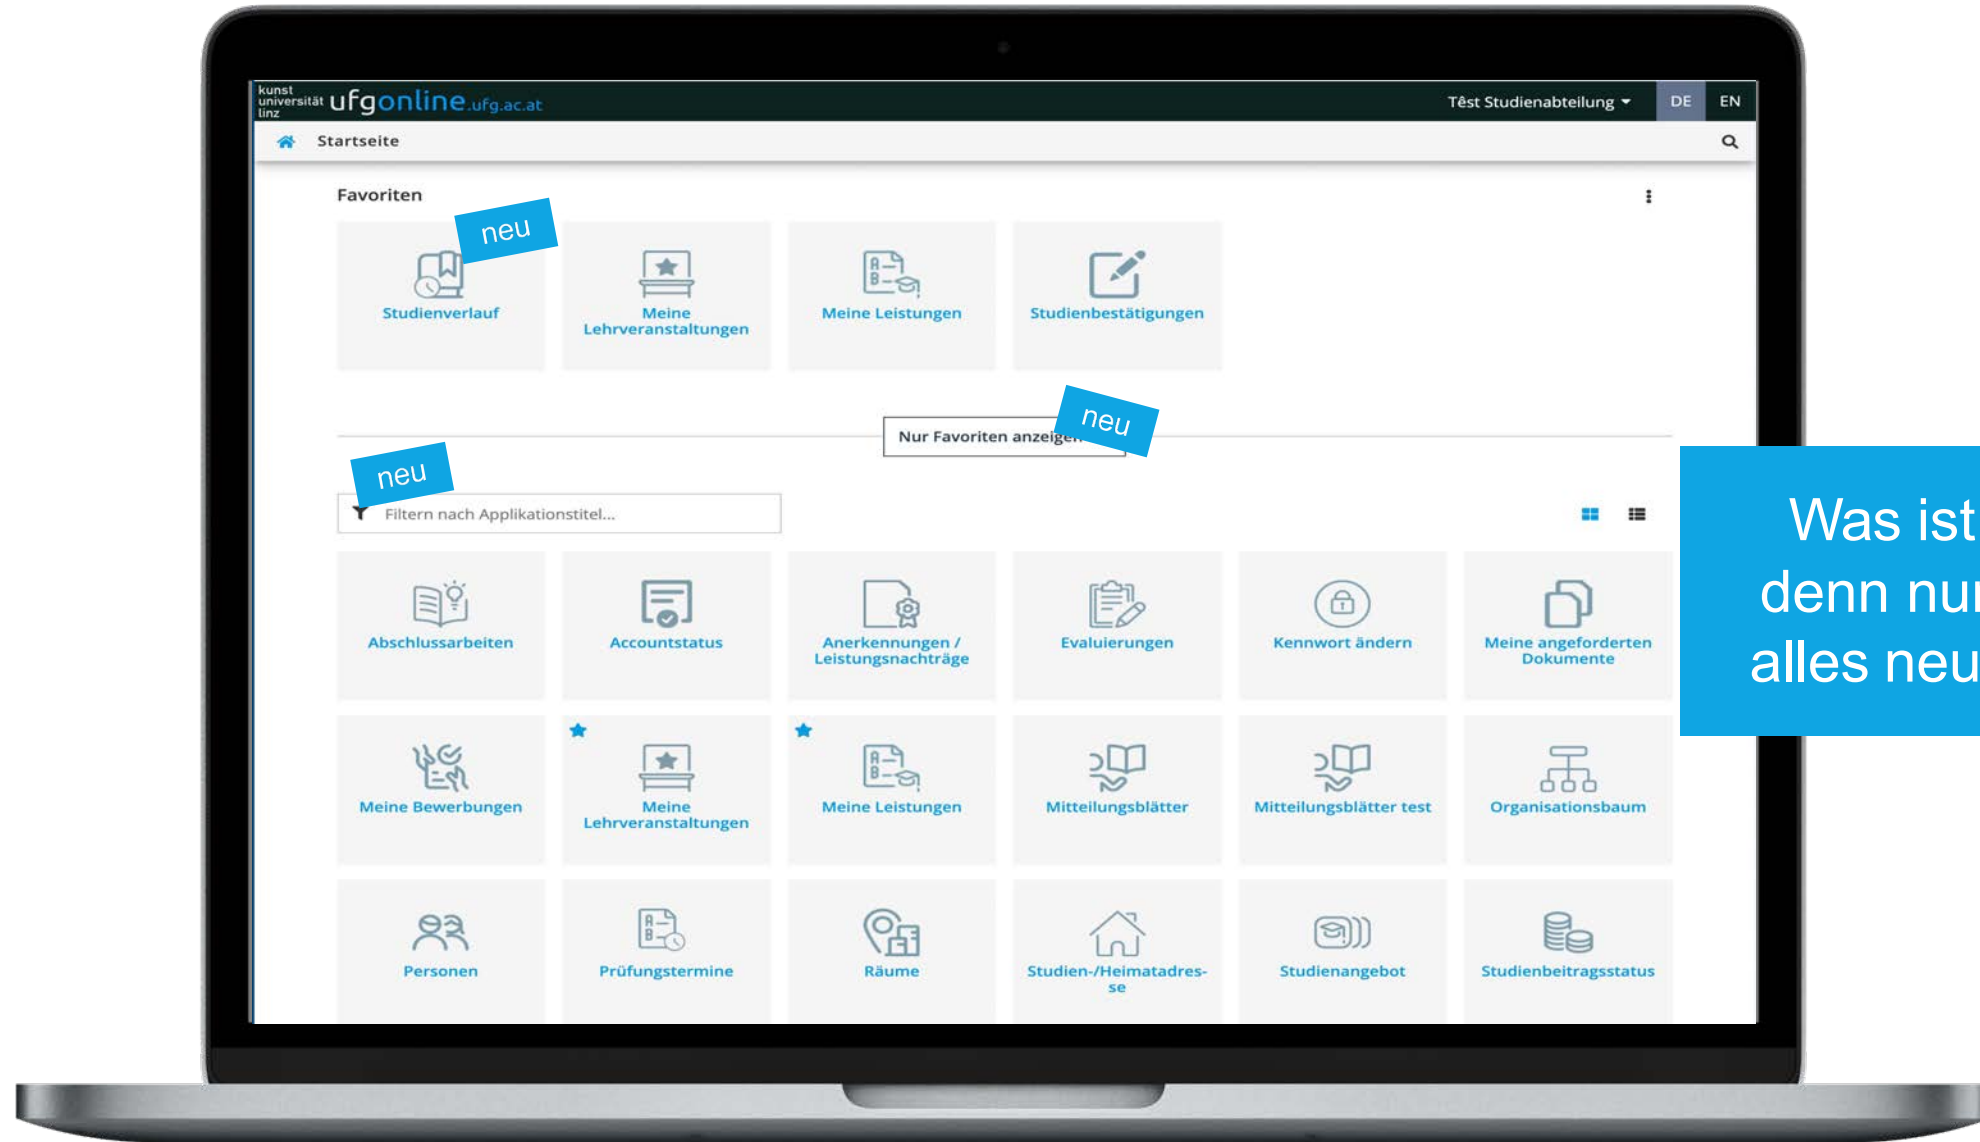 kunst
universität
linz
ufgonline.ufg.ac.at
Têst Studienabteilung
DE
EN
Startseite
Favoriten
neu
Studienverlauf
Meine
Lehrveranstaltungen
Meine Leistungen
Studienbestätigungen
Nur Favoriten anzeigen
neu
neu
Filtern nach Applikationstitel...
Was ist
denn nun
alles neu
Abschlussarbeiten
Accountstatus
Anerkennungen /
Leistungsnachträge
Evaluierungen
Kennwort ändern
Meine angeforderten
Dokumente
Meine Bewerbungen
Meine
Lehrveranstaltungen
Meine Leistungen
Mitteilungsblätter
Mitteilungsblätter test
Organisationsbaum
Personen
Prüfungstermine
Räume
Studien-/Heimatadres-
se
Studienangebot
Studienbeitragsstatus